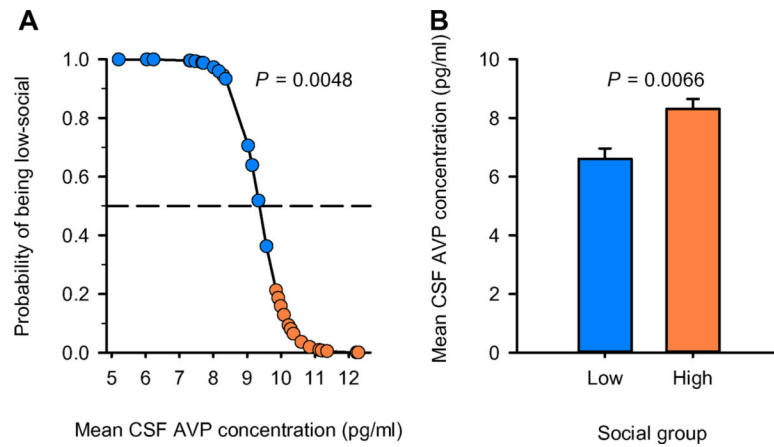 A
Probability of being low-social
1.0
0.8
0.6
0.4
0.2
0.0
P = 0.0048
5 6 7 8 9 10 11 12
Mean CSF AVP concentration (pg/ml)
B
Mean CSF AVP concentration (pg/ml)
10
8
6
4
2
0
P = 0.0066
Low High
Social group